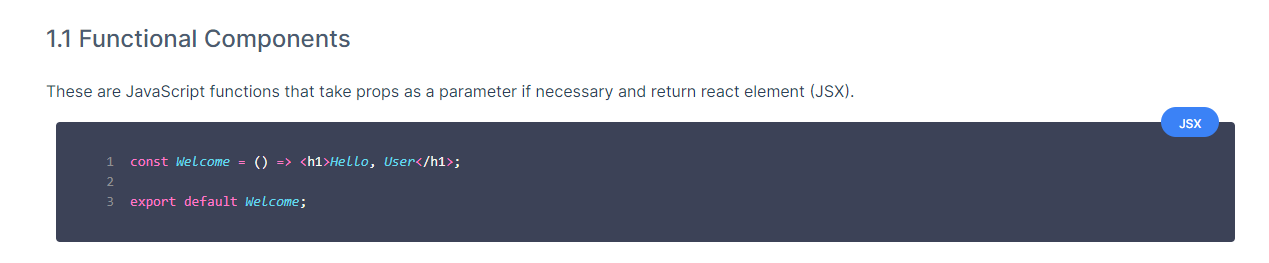 1.1 Functional Components
These are JavaScript functions that take props as a parameter if necessary and return react element (JSX).
JSX
1 const Welcome = () => <h1>Hello, User</h1>;
2
3 export default Welcome;